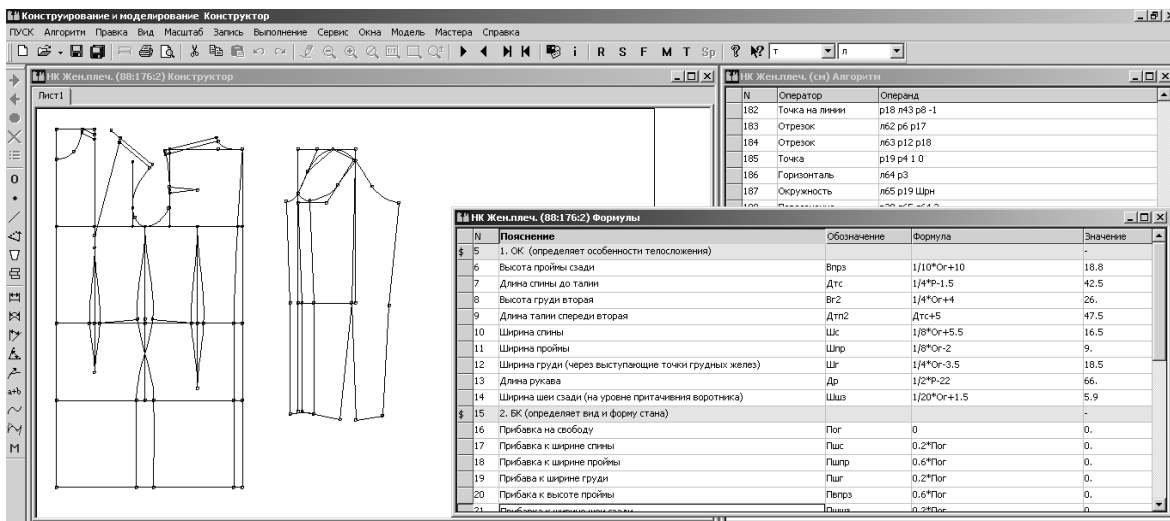 Конструирование и моделирование Конструктор
ПУСК Алгоритм Правка Вид Масштаб Запись Выполнение Сервис Окна Модель Мастера Справка
i R S F M T Sp т л
НК Жен.плеч. (88:176:2) Конструктор
НК Жен.плеч. (см) Алгоритм
Лист1
N Оператор Операнд
182 Точка на линии р18 л43 р8 -1
183 Отрезок л62 р6 р17
184 Отрезок л63 р12 р18
185 Точка р19 р4 1 0
186 Горизонталь л64 р3
187 Окружность л65 р19 Шрн
НК Жен.плеч. (88:176:2) Формулы
N Пояснение Обозначение Формула Значение
$ 5 1. ОК (определяет особенности телосложения) -
6 Высота проймы сзади Впрз 1/10*Ог+10 18.8
7 Длина спины до талии Дтс 1/4*Р-1.5 42.5
8 Высота груди вторая Вг2 1/4*Ог+4 26.
9 Длина талии спереди вторая Дтп2 Дтс+5 47.5
10 Ширина спины Шс 1/8*Ог+5.5 16.5
11 Ширина проймы Шпр 1/8*Ог-2 9.
12 Ширина груди (через выступающие точки грудных желез) Шг 1/4*Ог-3.5 18.5
13 Длина рукава Др 1/2*Р-22 66.
14 Ширина шеи сзади (на уровне притачивния воротника) Шшз 1/20*Ог+1.5 5.9
$ 15 2. БК (определяет вид и форму стана) -
16 Прибавка на свободу Пог 0 0.
17 Прибавка к ширине спины Пшс 0.2*Пог 0.
18 Прибавка к ширине проймы Пшпр 0.6*Пог 0.
19 Прибава к ширине груди Пшг 0.2*Пог 0.
20 Прибака к высоте проймы Пвпрз 0.6*Пог 0.
0
a+b
M